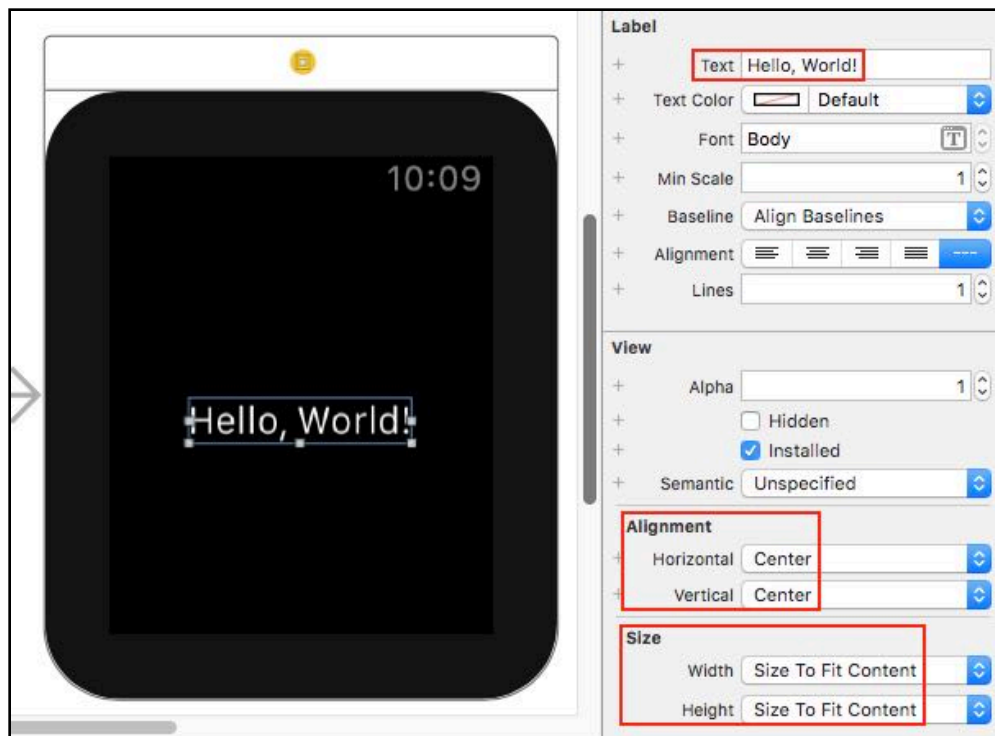 10:09
Hello, World!
Label
Text Hello, World!
Text Color Default
Font Body T
Min Scale 1
Baseline Align Baselines
Alignment ---
Lines 1
View
Alpha 1
Hidden
Installed
Semantic Unspecified
Alignment
Horizontal Center
Vertical Center
Size
Width Size To Fit Content
Height Size To Fit Content